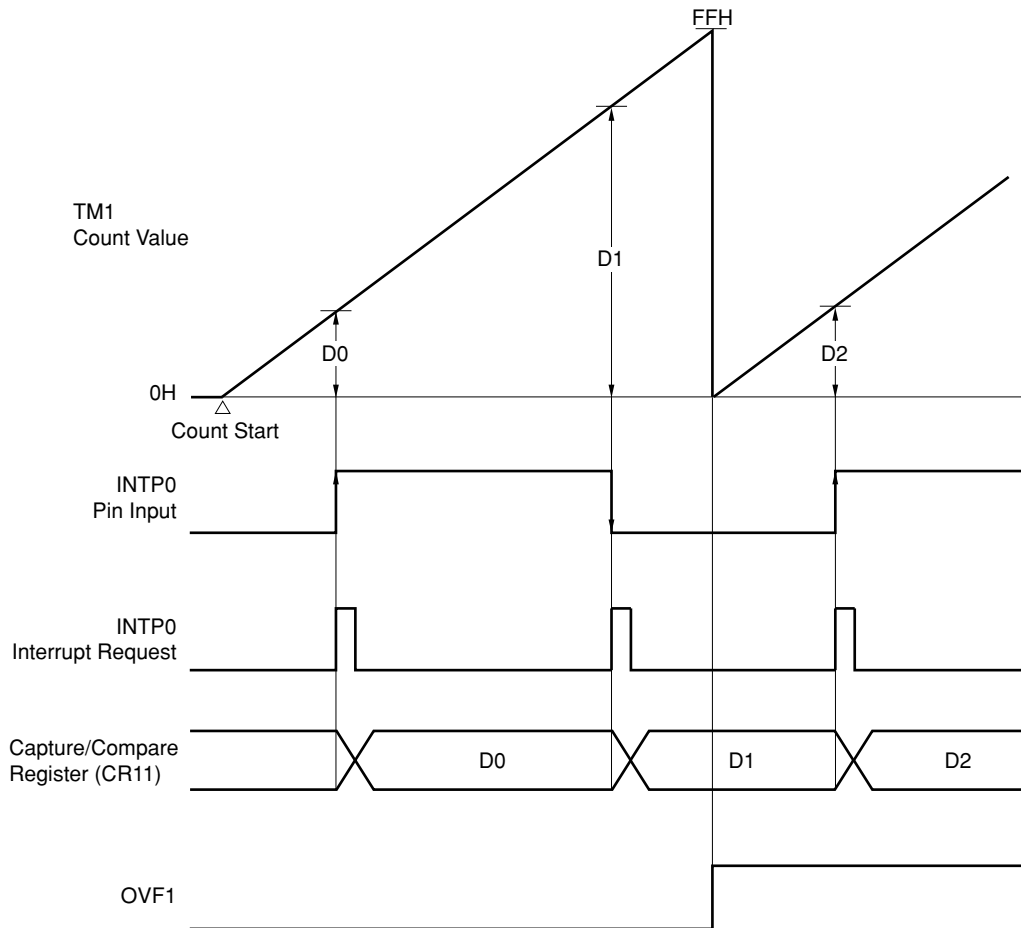 FFH
TM1
Count Value
D1
D0
D2
0H
Count Start
INTP0
Pin Input
INTP0
Interrupt Request
Capture/Compare
Register (CR11)
D0
D1
D2
OVF1